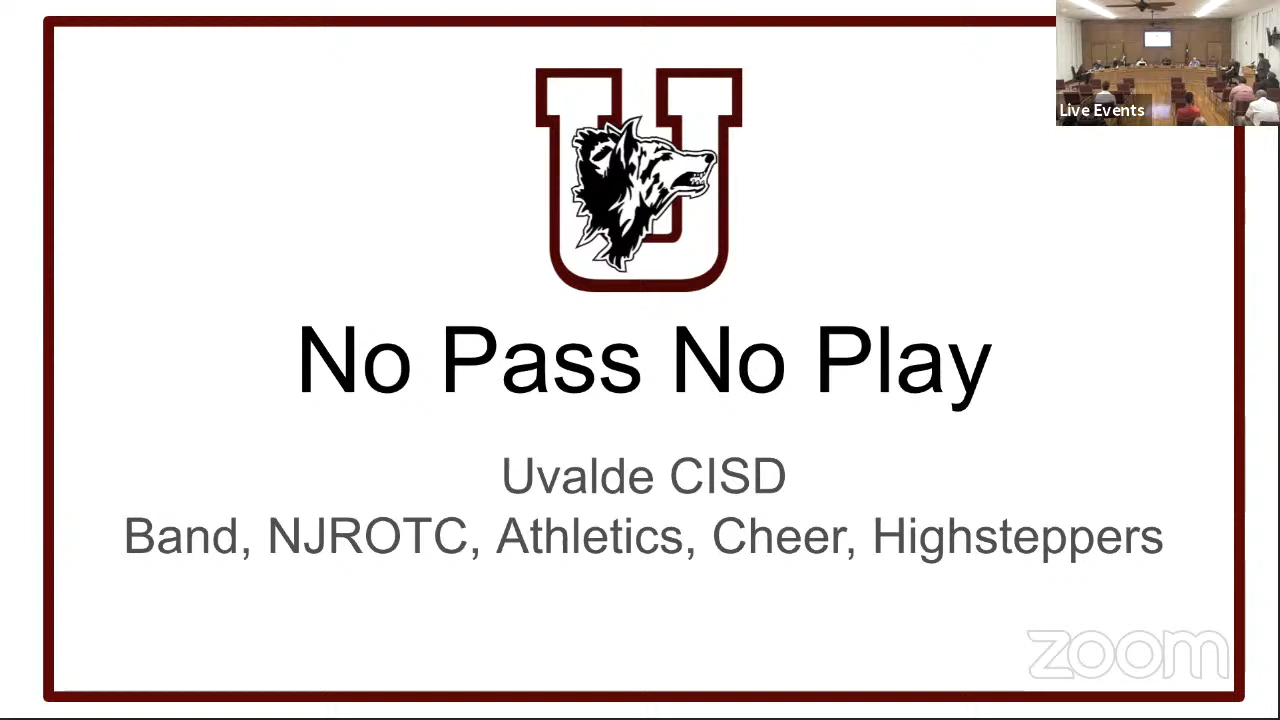 Live Events
U
No Pass No Play
Uvalde CISD
Band, NJROTC, Athletics, Cheer, Highsteppers
zoom